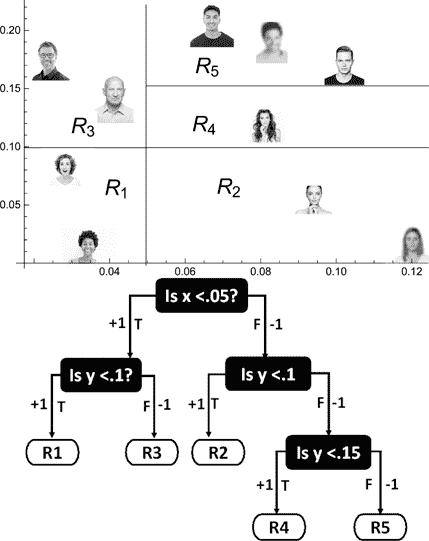 0.20
R5
0.15
R3
R4
0.10
R1
R2
0.05
0.04
0.06
0.08
0.10
0.12
Is x <.05?
+1 T
F -1
Is y <.1?
Is y <.1
+1 T
F -1
+1 T
F -1
R1
R3
R2
Is y <.15
+1 T
F -1
R4
R5